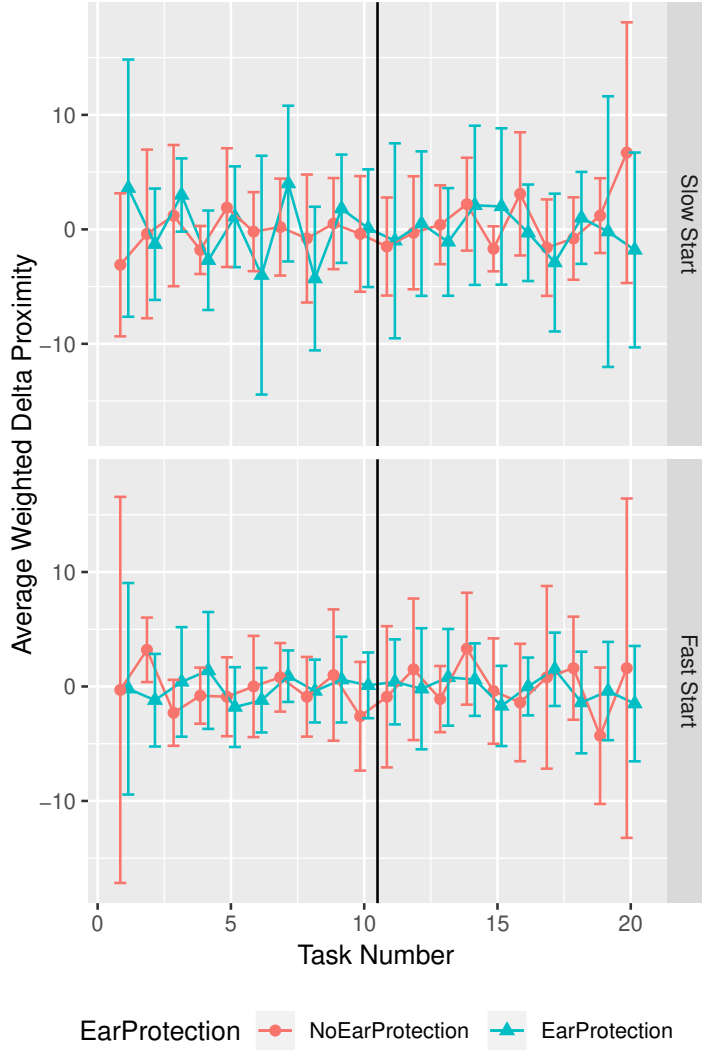 Average Weighted Delta Proximity
10
0
−10
Slow Start
10
0
−10
Fast Start
0
5
10
15
20
Task Number
EarProtection
NoEarProtection
EarProtection